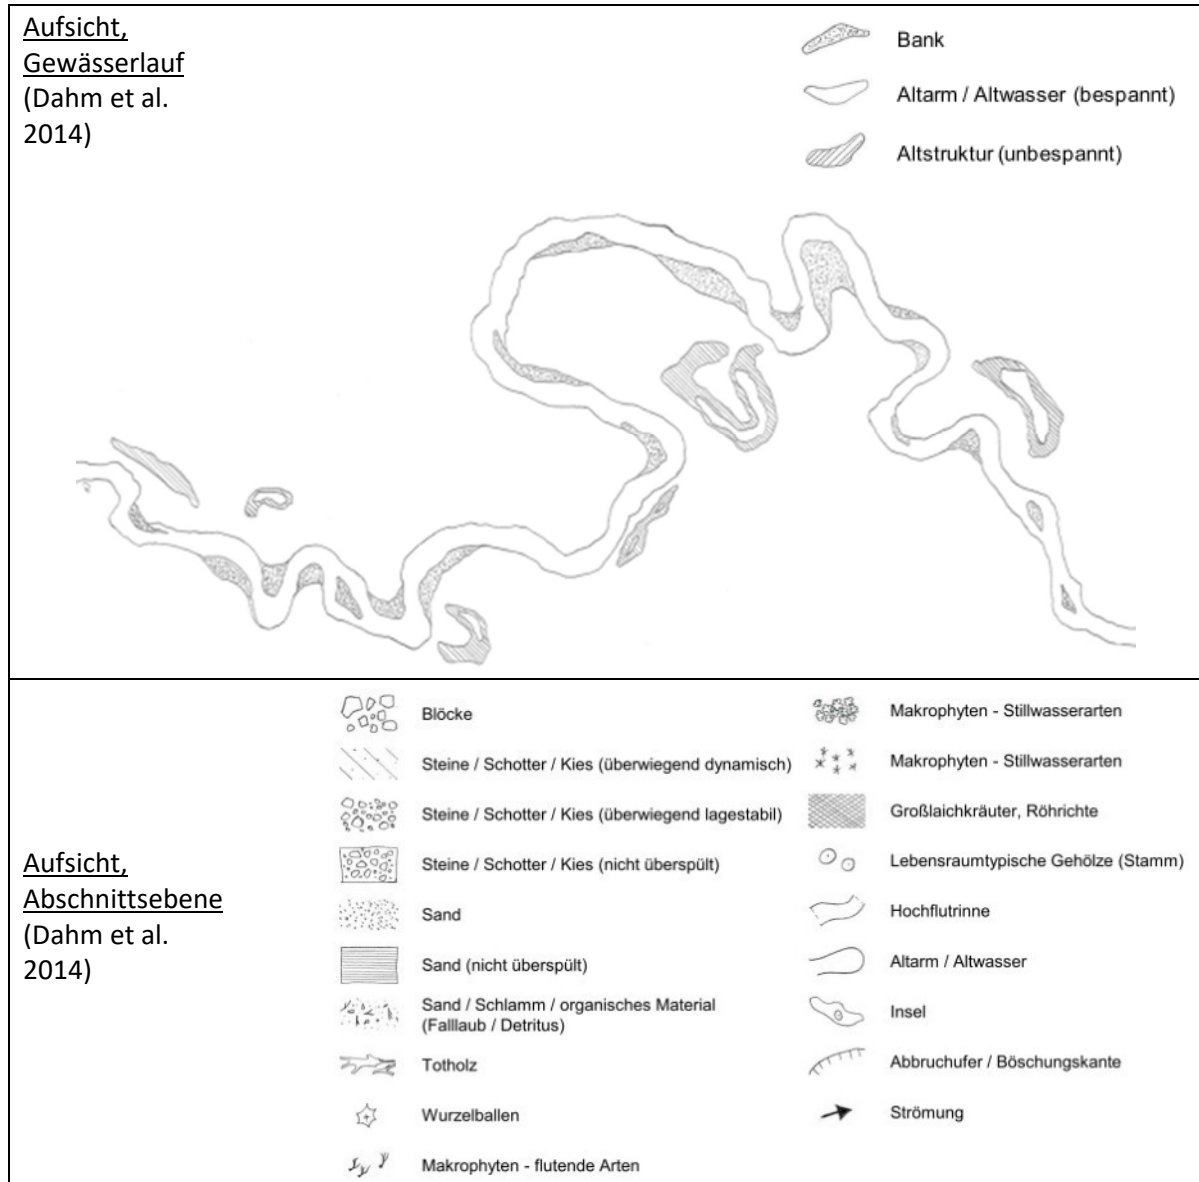 Aufsicht,
Gewässerlauf
(Dahm et al.
2014)
Bank
Altarm / Altwasser (bespannt)
Altstruktur (unbespannt)
Aufsicht,
Abschnittsebene
(Dahm et al.
2014)
Blöcke
Steine / Schotter / Kies (überwiegend dynamisch)
Steine / Schotter / Kies (überwiegend lagestabil)
Steine / Schotter / Kies (nicht überspült)
Sand
Sand (nicht überspült)
Sand / Schlamm / organisches Material
(Falllaub / Detritus)
Totholz
Wurzelballen
Makrophyten - flutende Arten
Makrophyten - Stillwasserarten
Makrophyten - Stillwasserarten
Großlaichkräuter, Röhrichte
Lebensraumtypische Gehölze (Stamm)
Hochflutrinne
Altarm / Altwasser
Insel
Abbruchufer / Böschungskante
Strömung